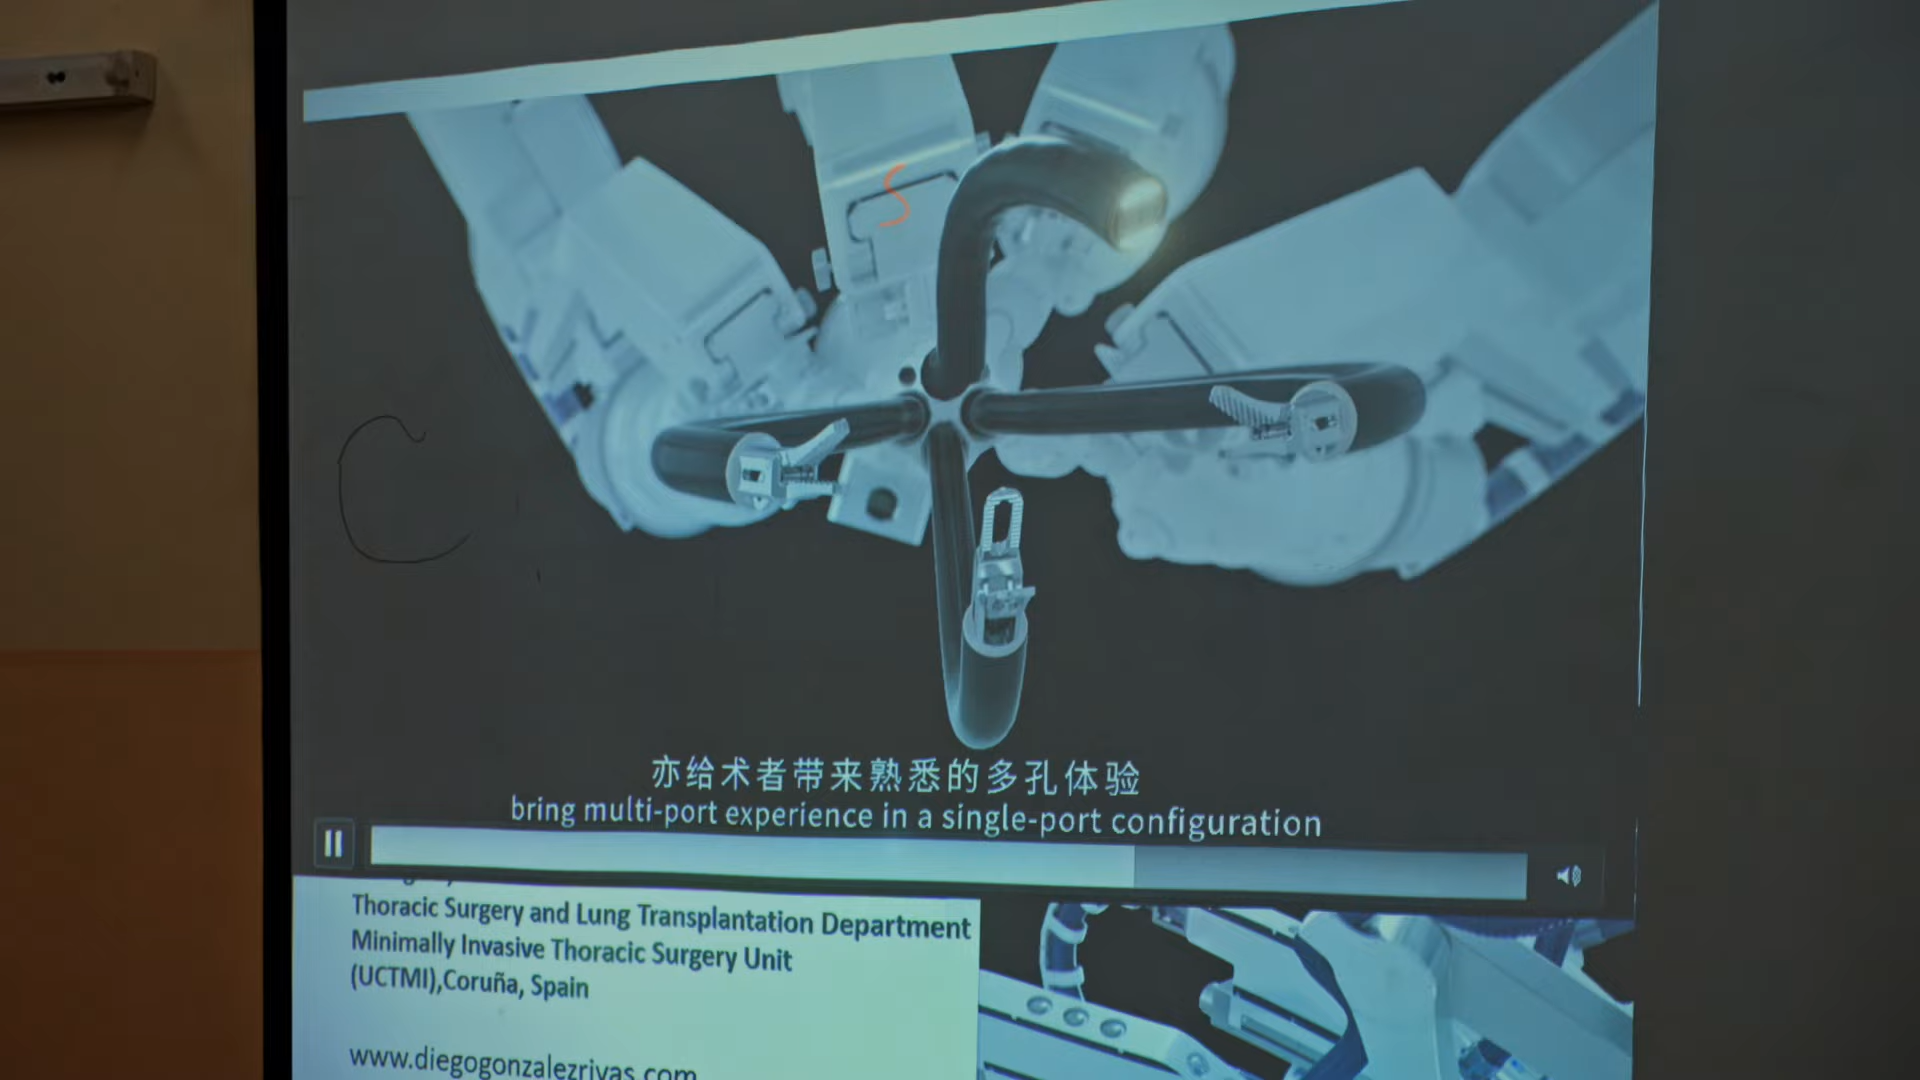 S
亦给术者带来熟悉的多孔体验
bring multi-port experience in a single-port configuration
Thoracic Surgery and Lung Transplantation Department
Minimally Invasive Thoracic Surgery Unit
(UCTMI),Coruña, Spain
www.diegogonzalezrivas.com